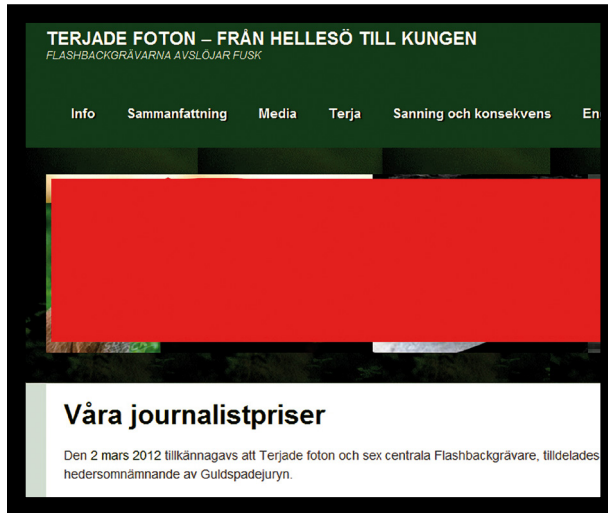 TERJADE FOTON – FRÅN HELLESÖ TILL KUNGEN
FLASHBACKGRÄVARNA AVSLÖJAR FUSK
Info Sammanfattning Media Terja Sanning och konsekvens En
Våra journalistpriser
Den 2 mars 2012 tillkännagavs att Terjade foton och sex centrala Flashbackgrävare, tilldelades
hedersomnämnande av Guldspadejuryn.